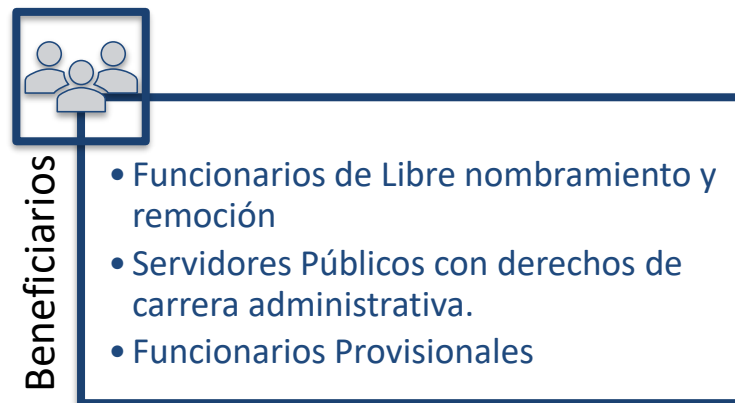 Beneficiarios
• Funcionarios de Libre nombramiento y
remoción
• Servidores Públicos con derechos de
carrera administrativa.
• Funcionarios Provisionales